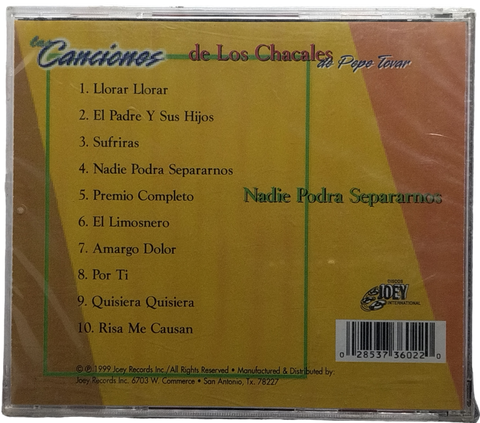 Las Canciones de Los Chacales
de Pepe Tovar
1. Llorar Llorar
2. El Padre Y Sus Hijos
3. Sufriras
4. Nadie Podra Separarnos
5. Premio Completo
6. El Limosnero
7. Amargo Dolor
8. Por Ti
9. Quisiera Quisiera
10. Risa Me Causan
Nadie Podra Separarnos
DISCOS
JOEY
INTERNATIONAL
0 28537 36022 0
© ℗ 1999 Joey Records Inc./All Rights Reserved • Manufactured & Distributed by:
Joey Records Inc. 6703 W. Commerce • San Antonio, Tx. 78227